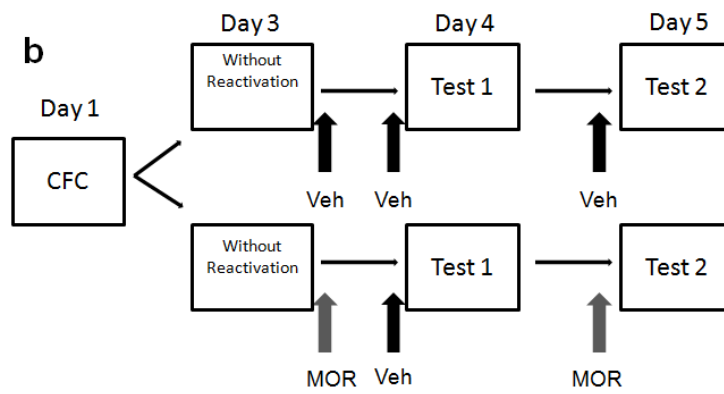 b
Day 1
Day 3
Day 4
Day 5
CFC
Without
Reactivation
Test 1
Test 2
Veh
Veh
Veh
Without
Reactivation
Test 1
Test 2
MOR
Veh
MOR